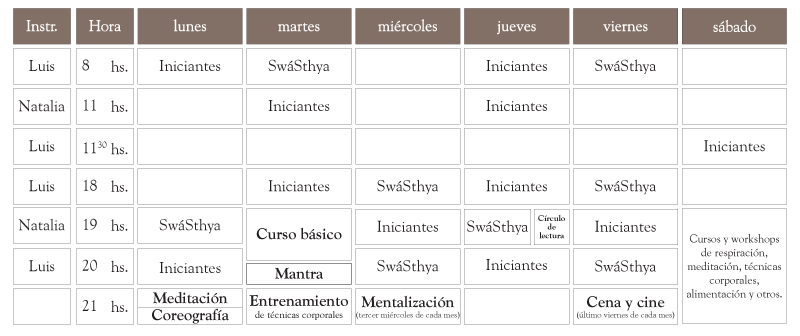 Instr. Hora lunes martes miércoles jueves viernes sábado
Luis 8 hs. Iniciantes SwáSthya Iniciantes SwáSthya
Natalia 11 hs. Iniciantes Iniciantes
Luis 11³⁰ hs. Iniciantes
Luis 18 hs. Iniciantes SwáSthya Iniciantes SwáSthya
Natalia 19 hs. SwáSthya Curso básico Iniciantes SwáSthya Círculo de lectura Iniciantes
Luis 20 hs. Iniciantes Mantra SwáSthya Iniciantes SwáSthya
21 hs. Meditación
Coreografía
Entrenamiento
de técnicas corporales
Mentalización
(tercer miércoles de cada mes)
Cena y cine
(último viernes de cada mes)
Cursos y workshops
de respiración,
meditación, técnicas
corporales,
alimentación y otros.